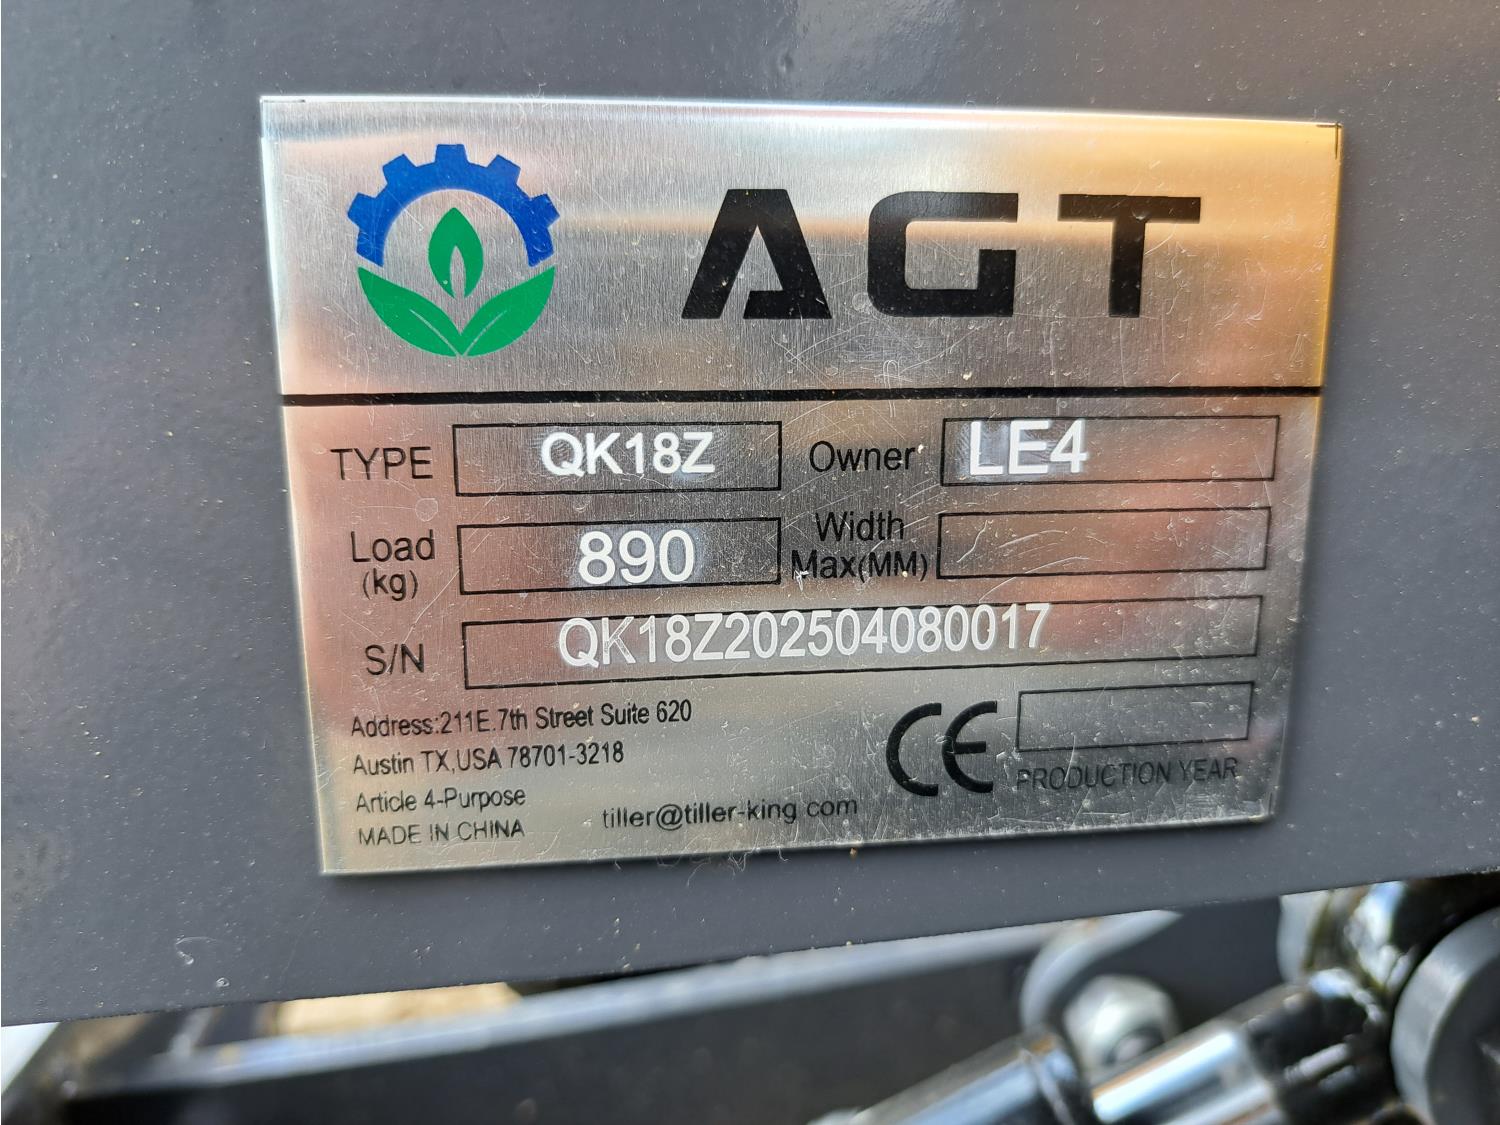 AGT
TYPE QK18Z Owner LE4
Load (kg) 890 Width Max(MM)
S/N QK18Z202504080017
Address:211E.7th Street Suite 620
Austin TX,USA 78701-3218
Article 4-Purpose
MADE IN CHINA
tiller@tiller-king com
CE
PRODUCTION YEAR